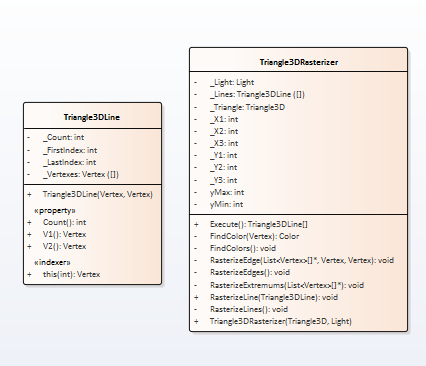 Triangle3DLine
- _Count: int
- _FirstIndex: int
- _LastIndex: int
- _Vertexes: Vertex ([])
+ Triangle3DLine(Vertex, Vertex)
«property»
+ Count(): int
+ V1(): Vertex
+ V2(): Vertex
«indexer»
+ this(int): Vertex
Triangle3DRasterizer
- _Light: Light
- _Lines: Triangle3DLine ([])
- _Triangle: Triangle3D
- _X1: int
- _X2: int
- _X3: int
- _Y1: int
- _Y2: int
- _Y3: int
- yMax: int
- yMin: int
+ Execute(): Triangle3DLine[]
- FindColor(Vertex): Color
- FindColors(): void
- RasterizeEdge(List<Vertex>[]*, Vertex, Vertex): void
- RasterizeEdges(): void
- RasterizeExtremums(List<Vertex>[]*): void
+ RasterizeLine(Triangle3DLine): void
- RasterizeLines(): void
+ Triangle3DRasterizer(Triangle3D, Light)